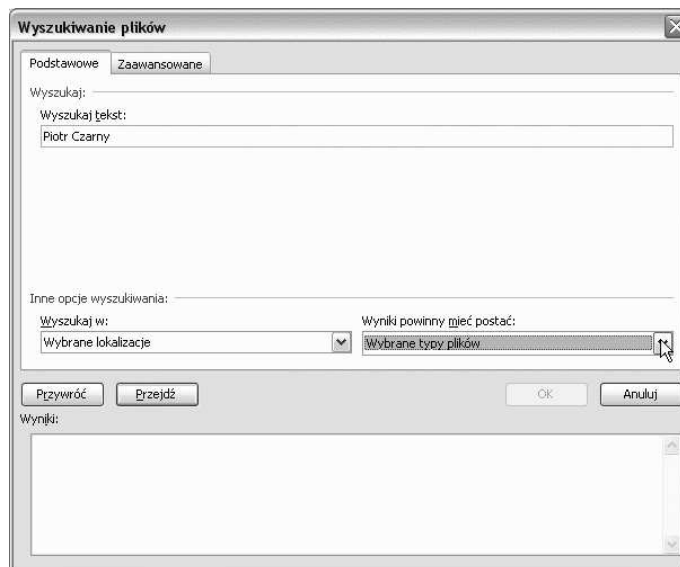 Wyszukiwanie plików
Podstawowe Zaawansowane
Wyszukaj:
Wyszukaj tekst:
Piotr Czarny
Inne opcje wyszukiwania:
Wyszukaj w: Wyniki powinny mieć postać:
Wybrane lokalizacje Wybrane typy plików
Przywróć Przejdź OK Anuluj
Wyniki: